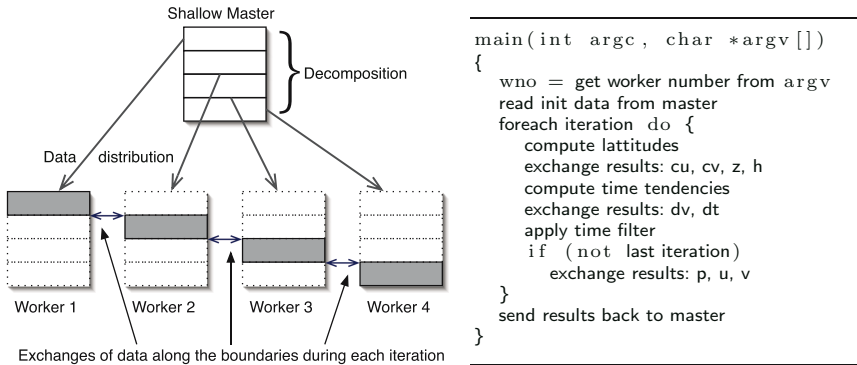 Shallow Master
Decomposition
Data distribution
Worker 1
Worker 2
Worker 3
Worker 4
Exchanges of data along the boundaries during each iteration
main(int argc, char *argv[])
{
wno = get worker number from argv
read init data from master
foreach iteration do {
compute lattitudes
exchange results: cu, cv, z, h
compute time tendencies
exchange results: dv, dt
apply time filter
if (not last iteration)
exchange results: p, u, v
}
send results back to master
}